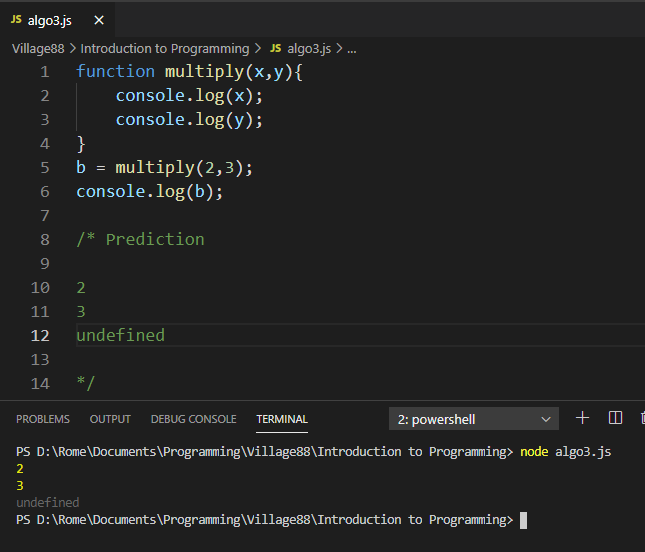 JS algo3.js ×
Village88 > Introduction to Programming > JS algo3.js > ...
1 function multiply(x,y){
2 console.log(x);
3 console.log(y);
4 }
5 b = multiply(2,3);
6 console.log(b);
7
8 /* Prediction
9
10 2
11 3
12 undefined
13
14 */
PROBLEMS OUTPUT DEBUG CONSOLE TERMINAL 2: powershell
PS D:\Rome\Documents\Programming\Village88\Introduction to Programming> node algo3.js
2
3
undefined
PS D:\Rome\Documents\Programming\Village88\Introduction to Programming>